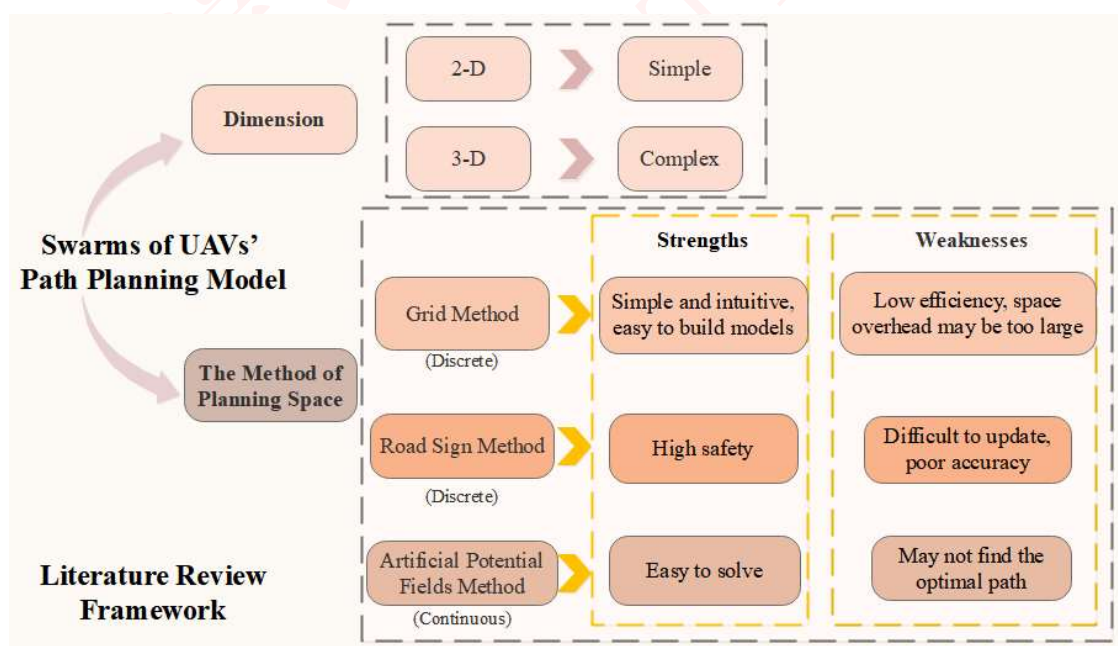 2-D
Simple
Dimension
3-D
Complex
Swarms of UAVs'
Path Planning Model
Strengths
Weaknesses
Grid Method
(Discrete)
Simple and intuitive,
easy to build models
Low efficiency, space
overhead may be too large
The Method of
Planning Space
Road Sign Method
(Discrete)
High safety
Difficult to update,
poor accuracy
Literature Review
Framework
Artificial Potential
Fields Method
(Continuous)
Easy to solve
May not find the
optimal path